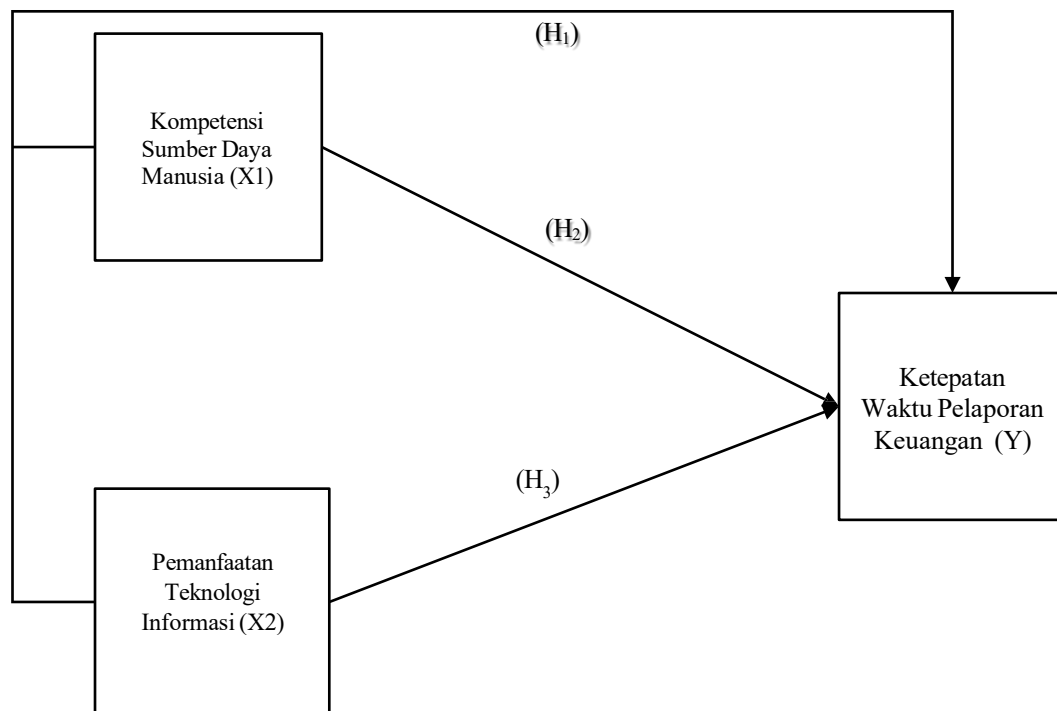 (H₁)
Kompetensi
Sumber Daya
Manusia (X1)
(H₂)
Ketepatan
Waktu Pelaporan
Keuangan (Y)
(H₃)
Pemanfaatan
Teknologi
Informasi (X2)